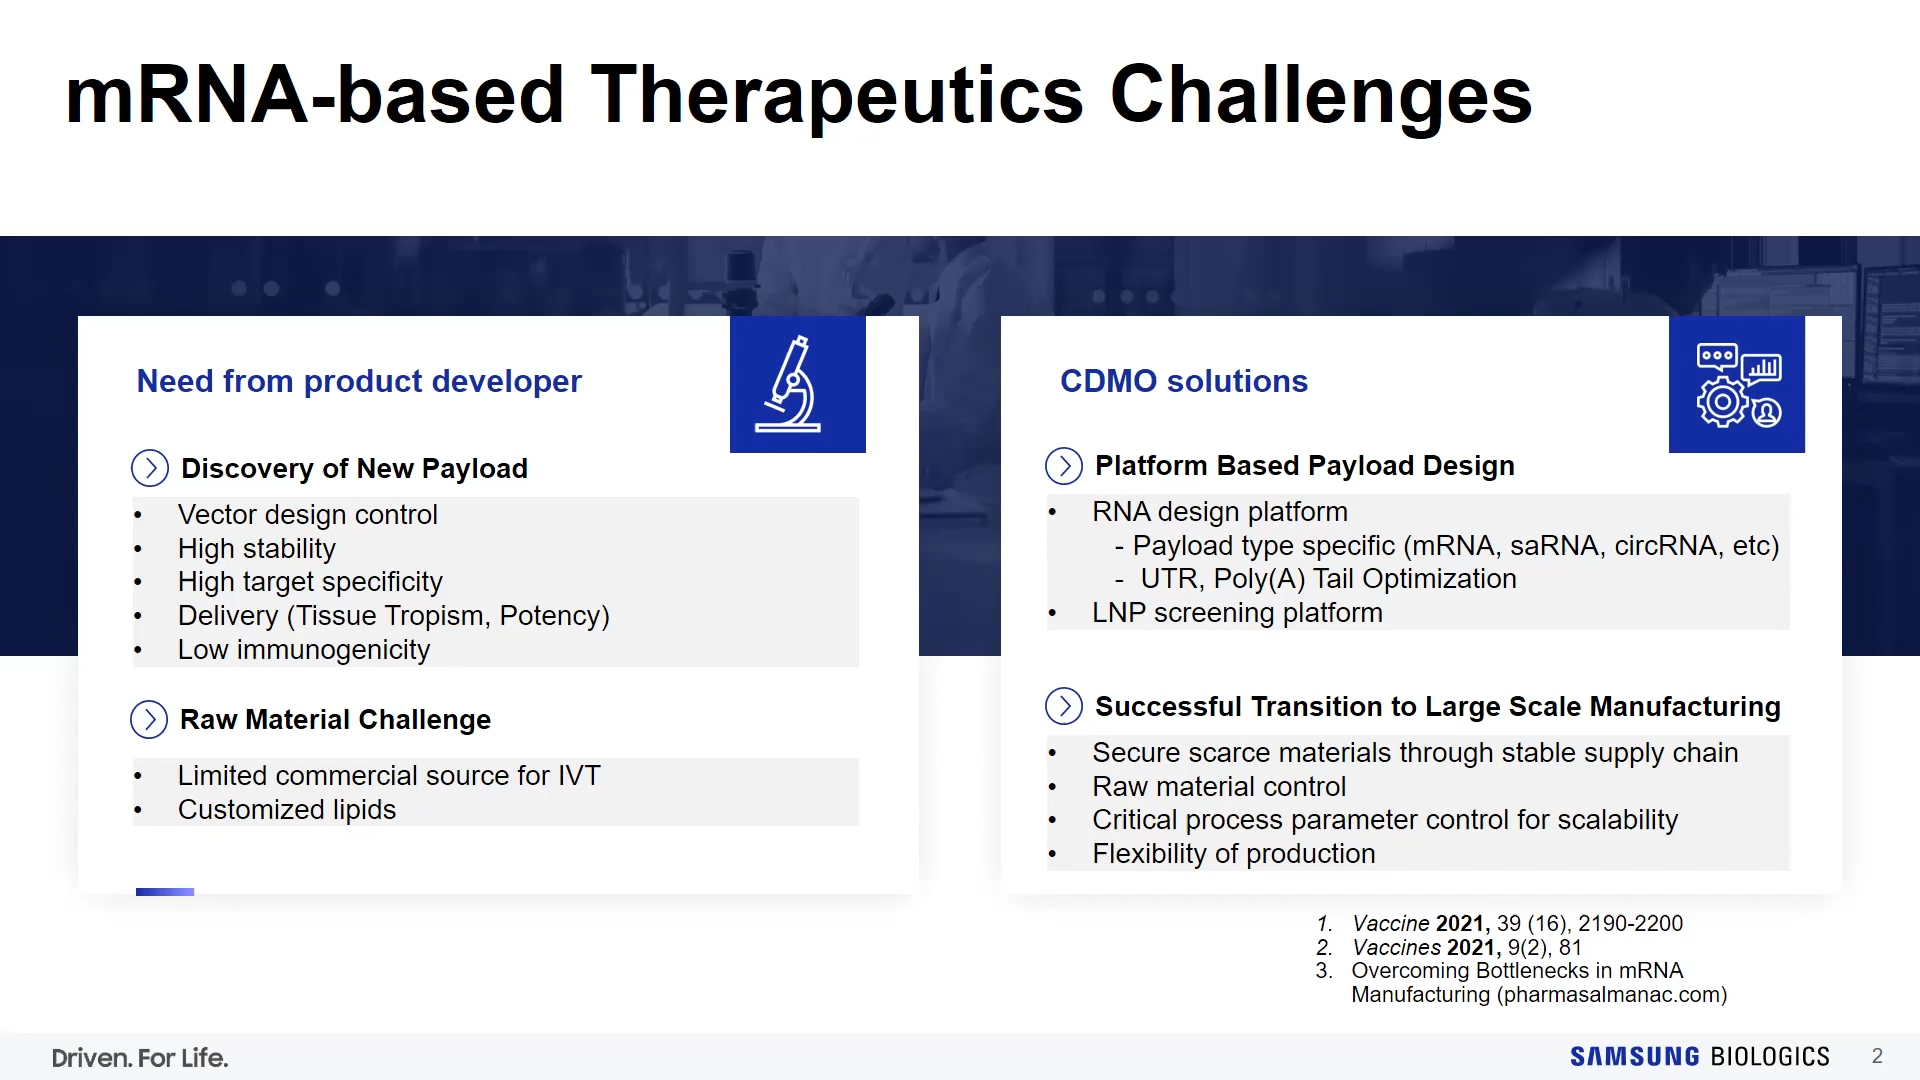 mRNA-based Therapeutics Challenges
Need from product developer
Discovery of New Payload
• Vector design control
• High stability
• High target specificity
• Delivery (Tissue Tropism, Potency)
• Low immunogenicity
Raw Material Challenge
• Limited commercial source for IVT
• Customized lipids
CDMO solutions
Platform Based Payload Design
• RNA design platform
- Payload type specific (mRNA, saRNA, circRNA, etc)
- UTR, Poly(A) Tail Optimization
• LNP screening platform
Successful Transition to Large Scale Manufacturing
• Secure scarce materials through stable supply chain
• Raw material control
• Critical process parameter control for scalability
• Flexibility of production
1. Vaccine 2021, 39 (16), 2190-2200
2. Vaccines 2021, 9(2), 81
3. Overcoming Bottlenecks in mRNA
Manufacturing (pharmasalmanac.com)
Driven. For Life.
SAMSUNG BIOLOGICS
2